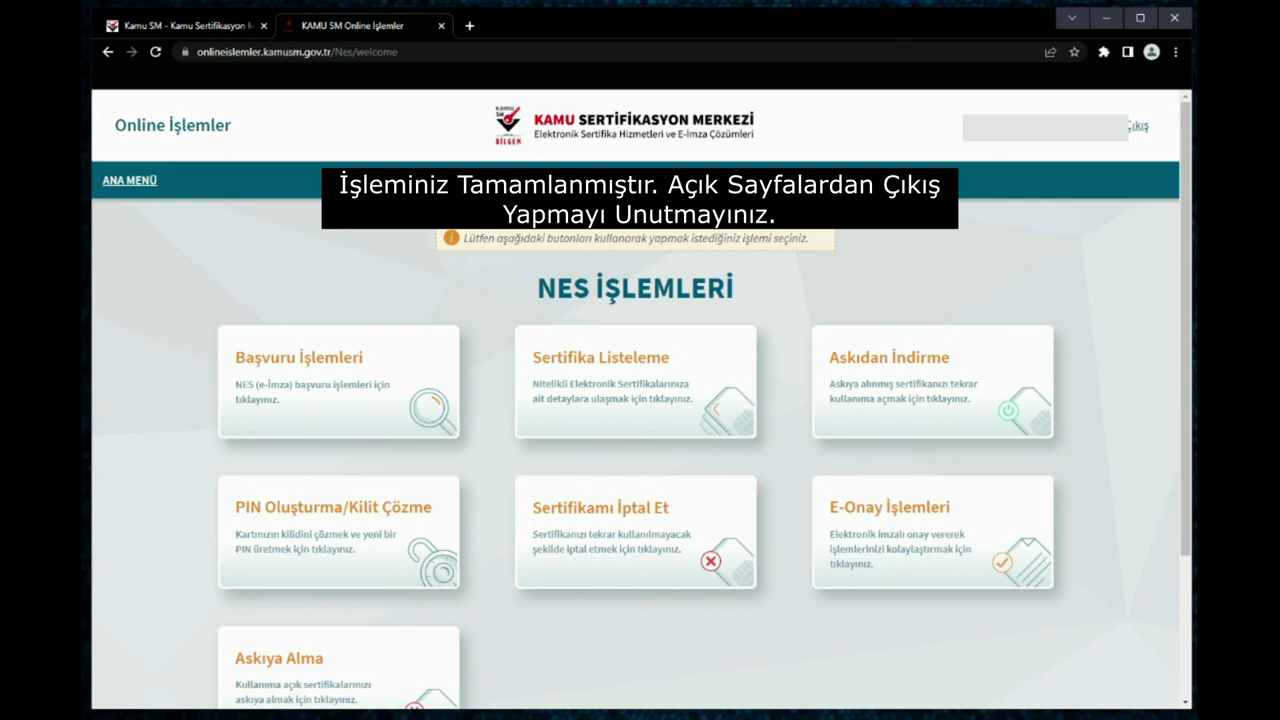 Kamu SM - Kamu Sertifikasyon
KAMU SM Online İşlemler
onlineislemler.kamusm.gov.tr/Nes/welcome
Online İşlemler
KAMU SM
BİLGEM
KAMU SERTİFİKASYON MERKEZİ
Elektronik Sertifika Hizmetleri ve E-İmza Çözümleri
Çıkış
ANA MENÜ
İşleminiz Tamamlanmıştır. Açık Sayfalardan Çıkış
Yapmayı Unutmayınız.
Lütfen aşağıdaki butonları kullanarak yapmak istediğiniz işlemi seçiniz.
NES İŞLEMLERİ
Başvuru İşlemleri
NES (e-İmza) başvuru işlemleri için
tıklayınız.
Sertifika Listeleme
Nitelikli Elektronik Sertifikalarınıza
ait detaylara ulaşmak için tıklayınız.
Askıdan İndirme
Askıya alınmış sertifikanızı tekrar
kullanıma açmak için tıklayınız.
PIN Oluşturma/Kilit Çözme
Kartınızın kilidini çözmek ve yeni bir
PIN üretmek için tıklayınız.
Sertifikamı İptal Et
Sertifikanızı tekrar kullanılmayacak
şekilde iptal etmek için tıklayınız.
E-Onay İşlemleri
Elektronik imzalı onay vererek
işlemlerinizi kolaylaştırmak için
tıklayınız.
Askıya Alma
Kullanıma açık sertifikalarınızı
askıya almak için tıklayınız.